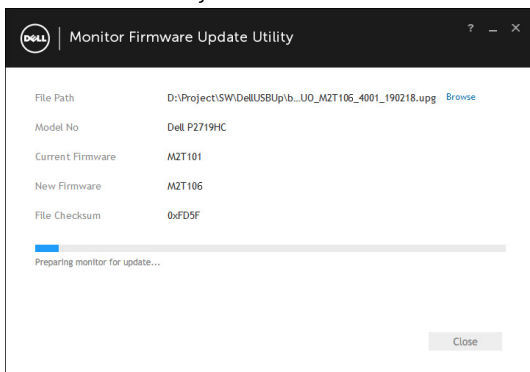 DELL | Monitor Firmware Update Utility ? _ ×
File Path D:\Project\SW\DellUSBUp\b...UO_M2T106_4001_190218.upg Browse
Model No Dell P2719HC
Current Firmware M2T101
New Firmware M2T106
File Checksum 0xFD5F
Preparing monitor for update...
Close